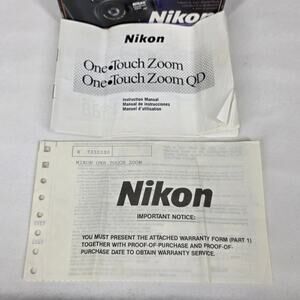 Nikon
Nikon
One•Touch Zoom
One•Touch Zoom QD
Instruction Manual
Manual de instrucciones
Manuel d'utilisation
NIKON ONE TOUCH ZOOM
Nikon
IMPORTANT NOTICE:
YOU MUST PRESENT THE ATTACHED WARRANTY FORM (PART 1)
TOGETHER WITH PROOF-OF-PURCHASE AND PROOF-OF-
PURCHASE DATE TO OBTAIN WARRANTY SERVICE.